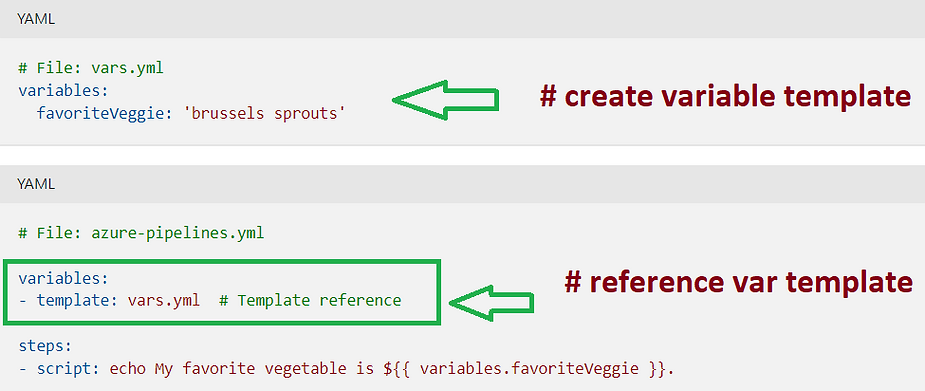 YAML
# File: vars.yml
variables:
  favoriteVeggie: 'brussels sprouts'
# create variable template
YAML
# File: azure-pipelines.yml
variables:
- template: vars.yml  # Template reference
# reference var template
steps:
- script: echo My favorite vegetable is ${{ variables.favoriteVeggie }}.